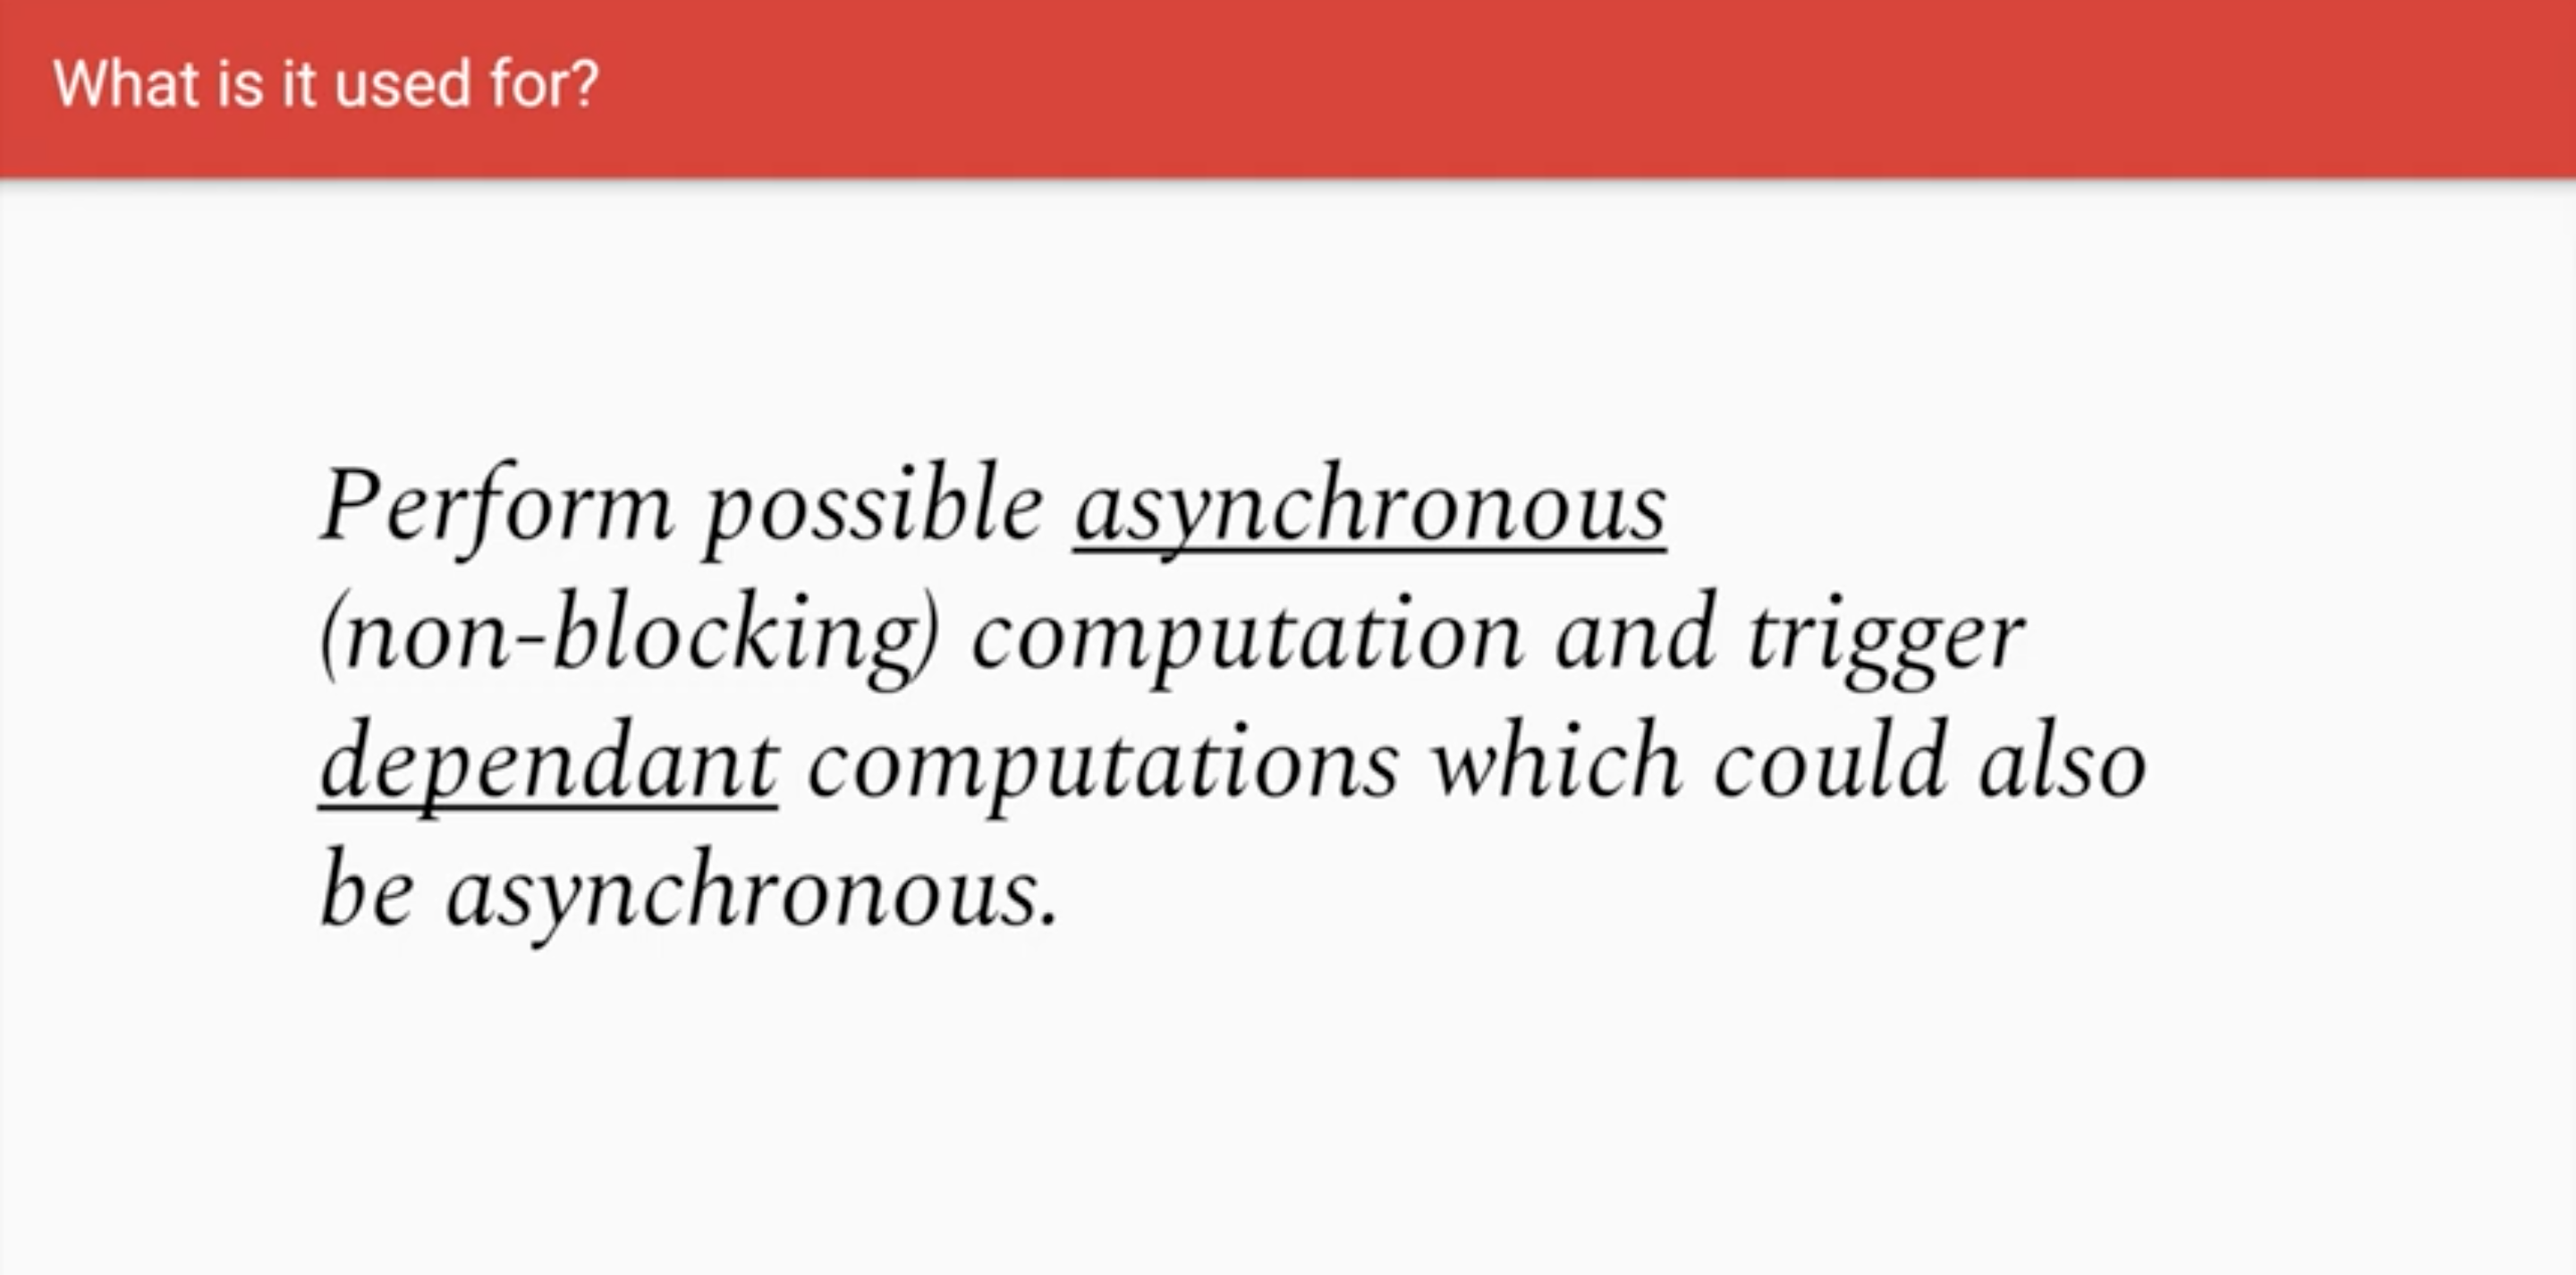 What is it used for?
Perform possible asynchronous
(non-blocking) computation and trigger
dependant computations which could also
be asynchronous.